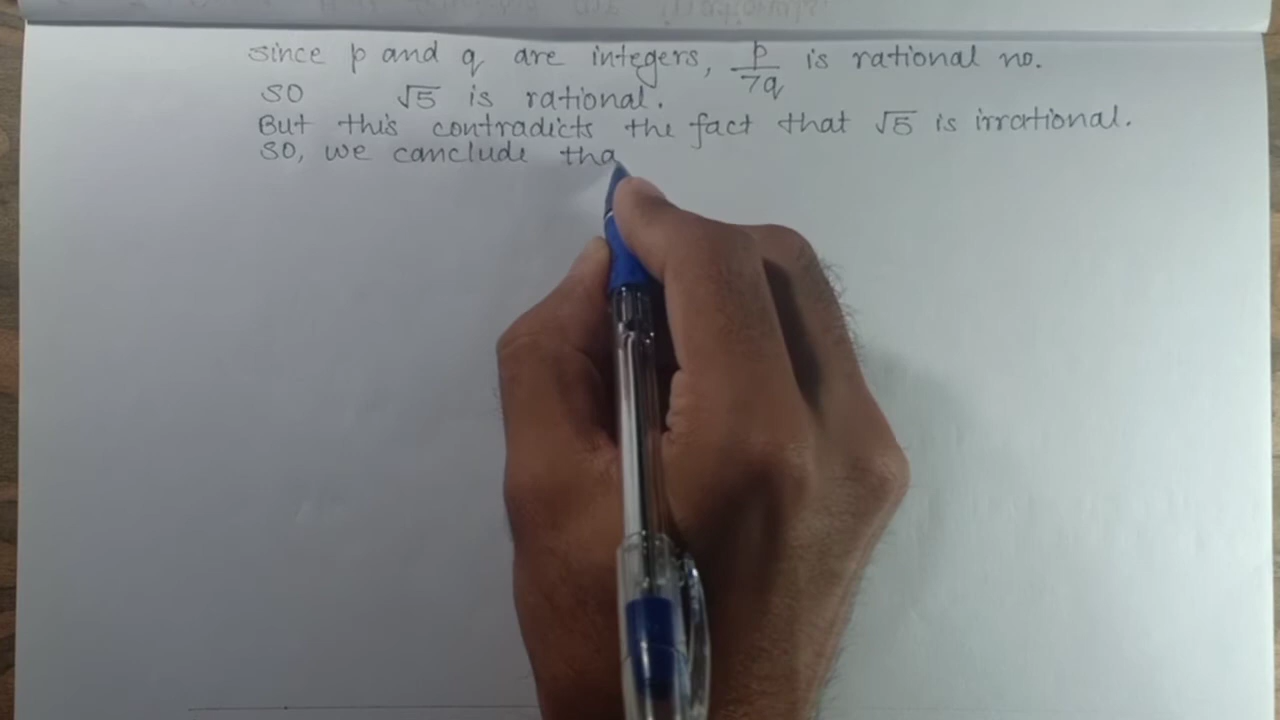 since p and q are integers, p/7q is rational no.
so √5 is rational.
But this contradicts the fact that √5 is irrational.
so, we canclude tha